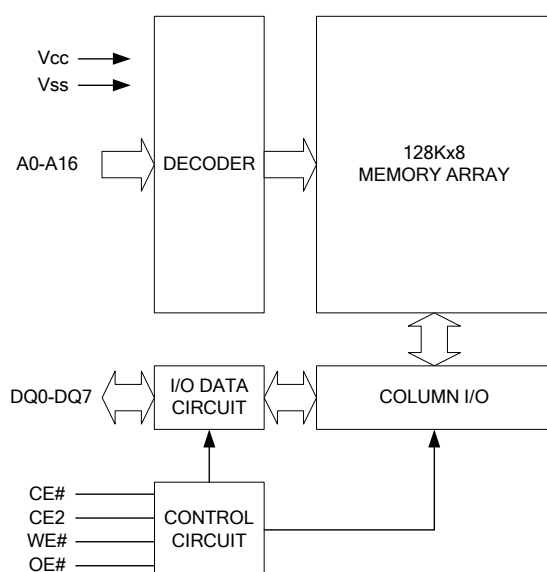 Vcc
Vss
A0-A16
DECODER
128Kx8
MEMORY ARRAY
DQ0-DQ7
I/O DATA
CIRCUIT
COLUMN I/O
CE#
CE2
WE#
OE#
CONTROL
CIRCUIT